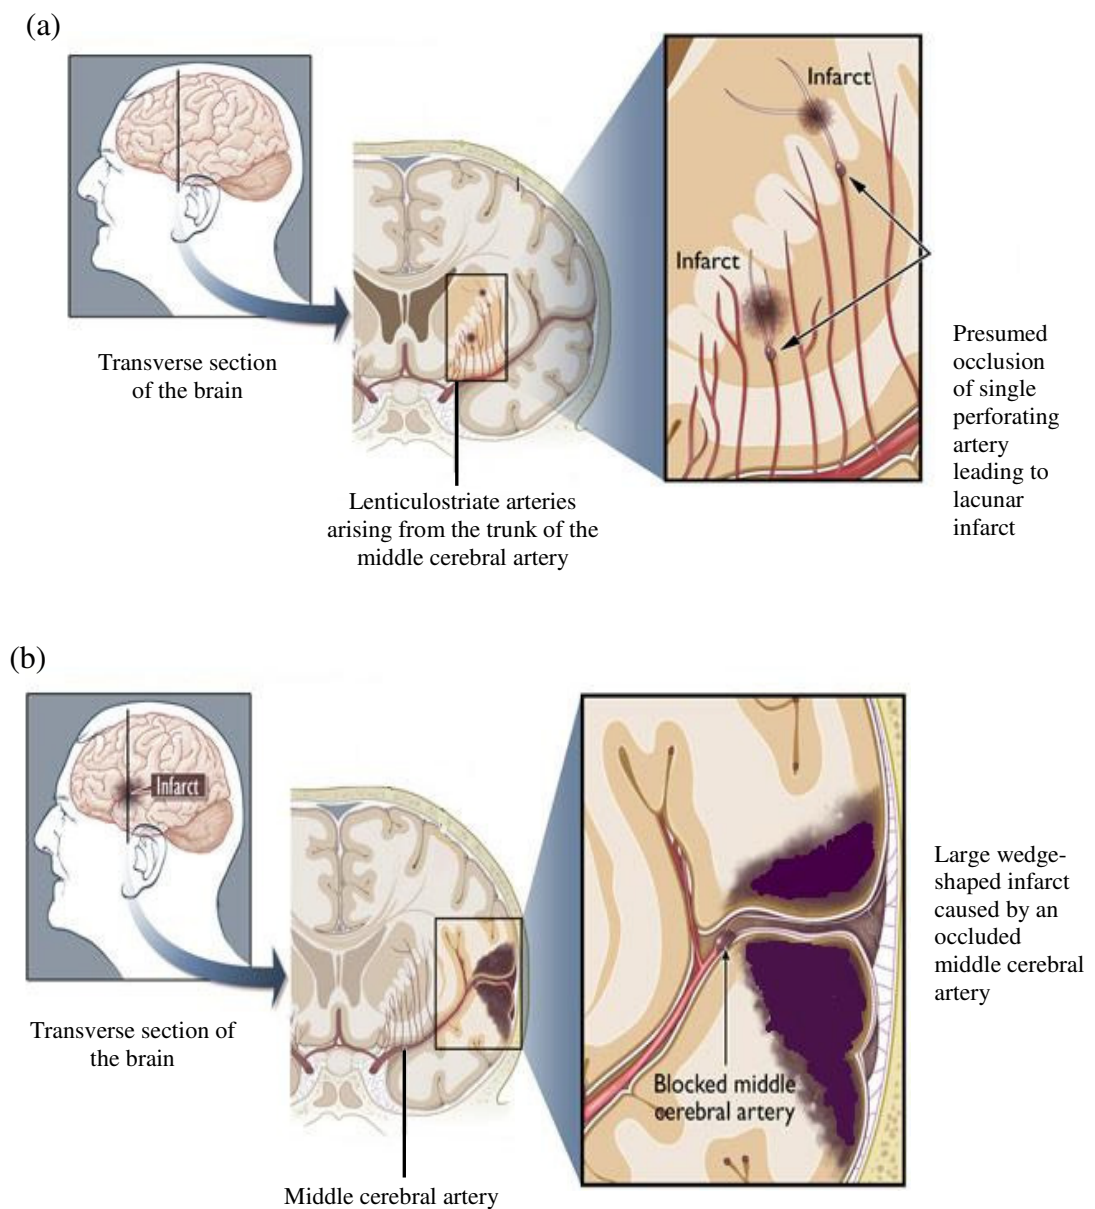 (a)
Infarct
Infarct
Transverse section
of the brain
Presumed
occlusion
of single
perforating
artery
leading to
lacunar
infarct
Lenticulostriate arteries
arising from the trunk of the
middle cerebral artery
(b)
Infarct
Large wedge-
shaped infarct
caused by an
occluded
middle cerebral
artery
Transverse section of
the brain
Blocked middle
cerebral artery
Middle cerebral artery